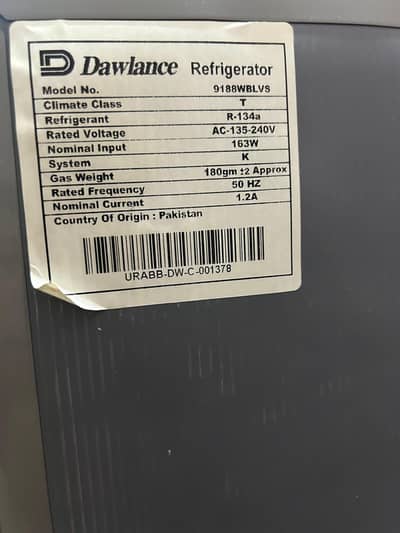 Dawlance Refrigerator
Model No. 9188WBLVS
Climate Class T
Refrigerant R-134a
Rated Voltage AC-135-240V
Nominal Input 163W
System K
Gas Weight 180gm ±2 Approx
Rated Frequency 50 HZ
Nominal Current 1.2A
Country Of Origin : Pakistan
URABB-DW-C-001378